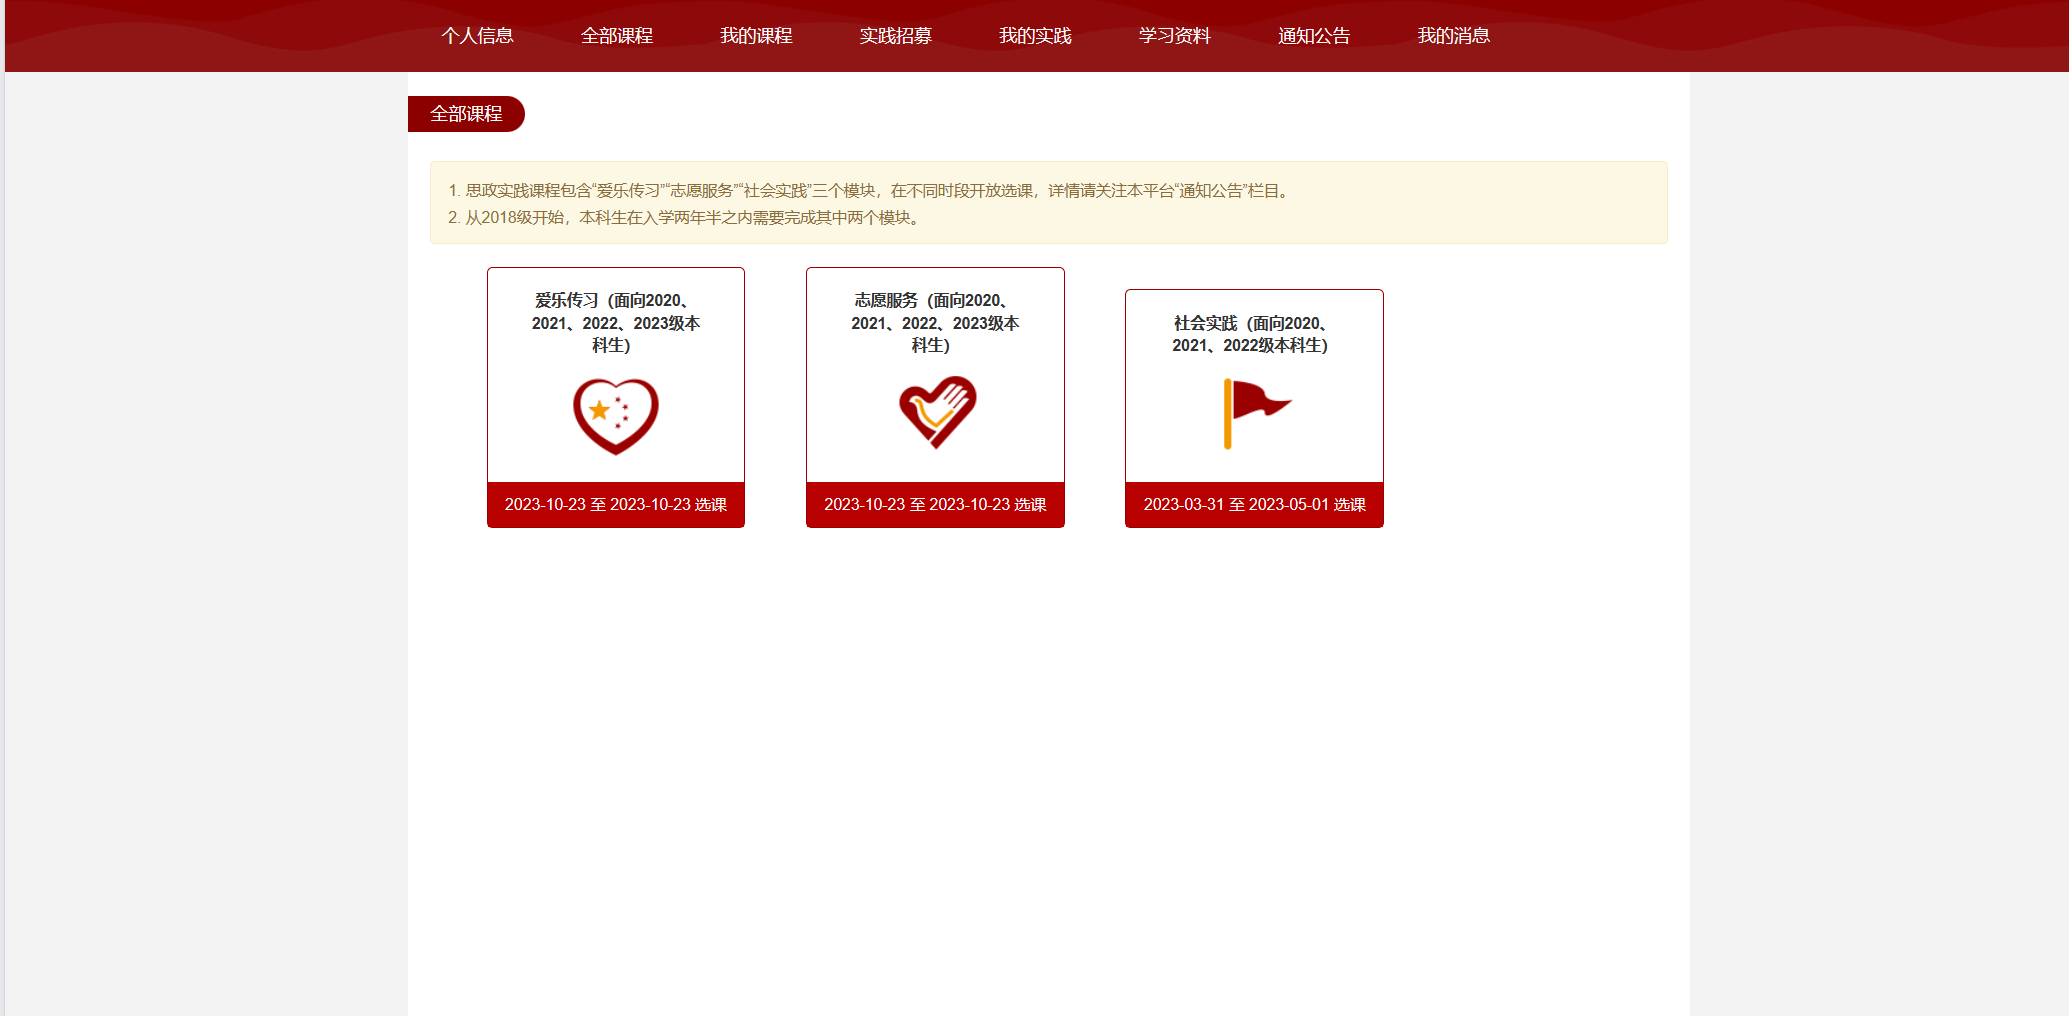 个人信息 全部课程 我的课程 实践招募 我的实践 学习资料 通知公告 我的消息
全部课程
1. 思政实践课程包含“爱乐传习”“志愿服务”“社会实践”三个模块，在不同时段开放选课，详情请关注本平台“通知公告”栏目。
2. 从2018级开始，本科生在入学两年半之内需要完成其中两个模块。
爱乐传习（面向2020、
2021、2022、2023级本
科生）
2023-10-23 至 2023-10-23 选课
志愿服务（面向2020、
2021、2022、2023级本
科生）
2023-10-23 至 2023-10-23 选课
社会实践（面向2020、
2021、2022级本科生）
2023-03-31 至 2023-05-01 选课